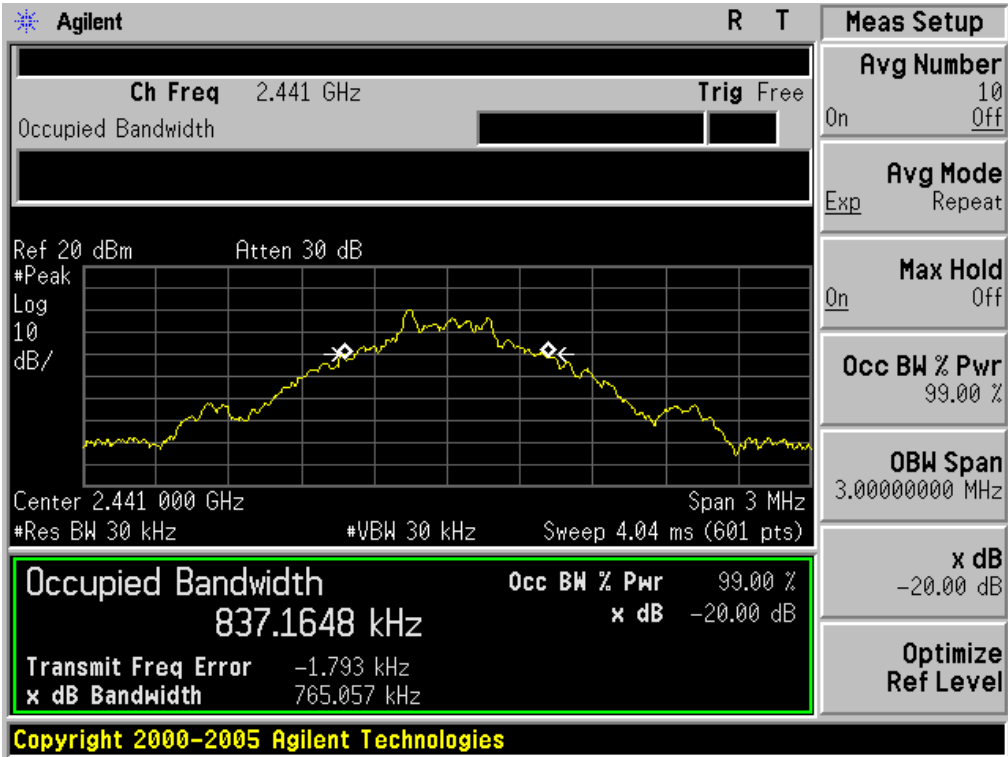 Agilent R T
Ch Freq 2.441 GHz Trig Free
Occupied Bandwidth
Ref 20 dBm Atten 30 dB
#Peak
Log
10
dB/
Center 2.441 000 GHz Span 3 MHz
#Res BW 30 kHz #VBW 30 kHz Sweep 4.04 ms (601 pts)
Occupied Bandwidth
837.1648 kHz
Occ BW % Pwr 99.00 %
x dB -20.00 dB
Transmit Freq Error -1.793 kHz
x dB Bandwidth 765.057 kHz
Copyright 2000-2005 Agilent Technologies
Meas Setup
Avg Number
10
On Off
Avg Mode
Exp Repeat
Max Hold
On Off
Occ BW % Pwr
99.00 %
OBW Span
3.00000000 MHz
x dB
-20.00 dB
Optimize
Ref Level